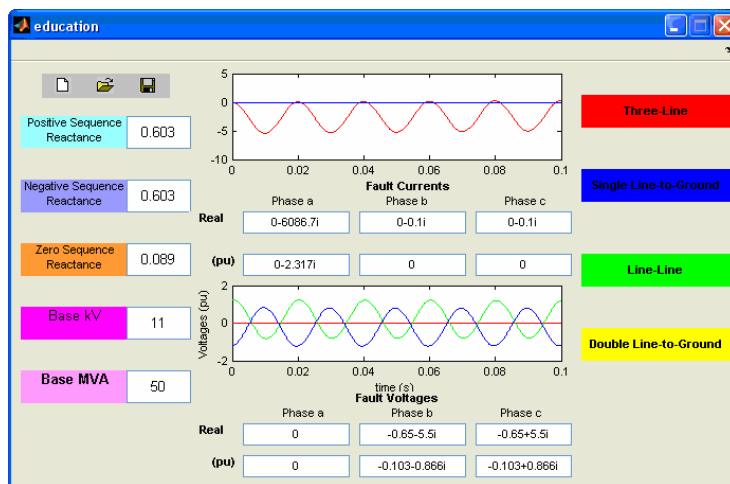 education
Positive Sequence
Reactance
0.603
Negative Sequence
Reactance
0.603
Zero Sequence
Reactance
0.089
Base kV
11
Base MVA
50
5
0
-5
-10
0 0.02 0.04 0.06 0.08 0.1
Fault Currents
Phase a Phase b Phase c
Real 0-6086.7i 0-0.1i 0-0.1i
(pu) 0-2.317i 0 0
Voltages (pu)
2
0
-2
0 0.02 0.04 0.06 0.08 0.1
time (s)
Fault Voltages
Phase a Phase b Phase c
Real 0 -0.65-5.5i -0.65+5.5i
(pu) 0 -0.103-0.866i -0.103+0.866i
Three-Line
Single Line-to-Ground
Line-Line
Double Line-to-Ground